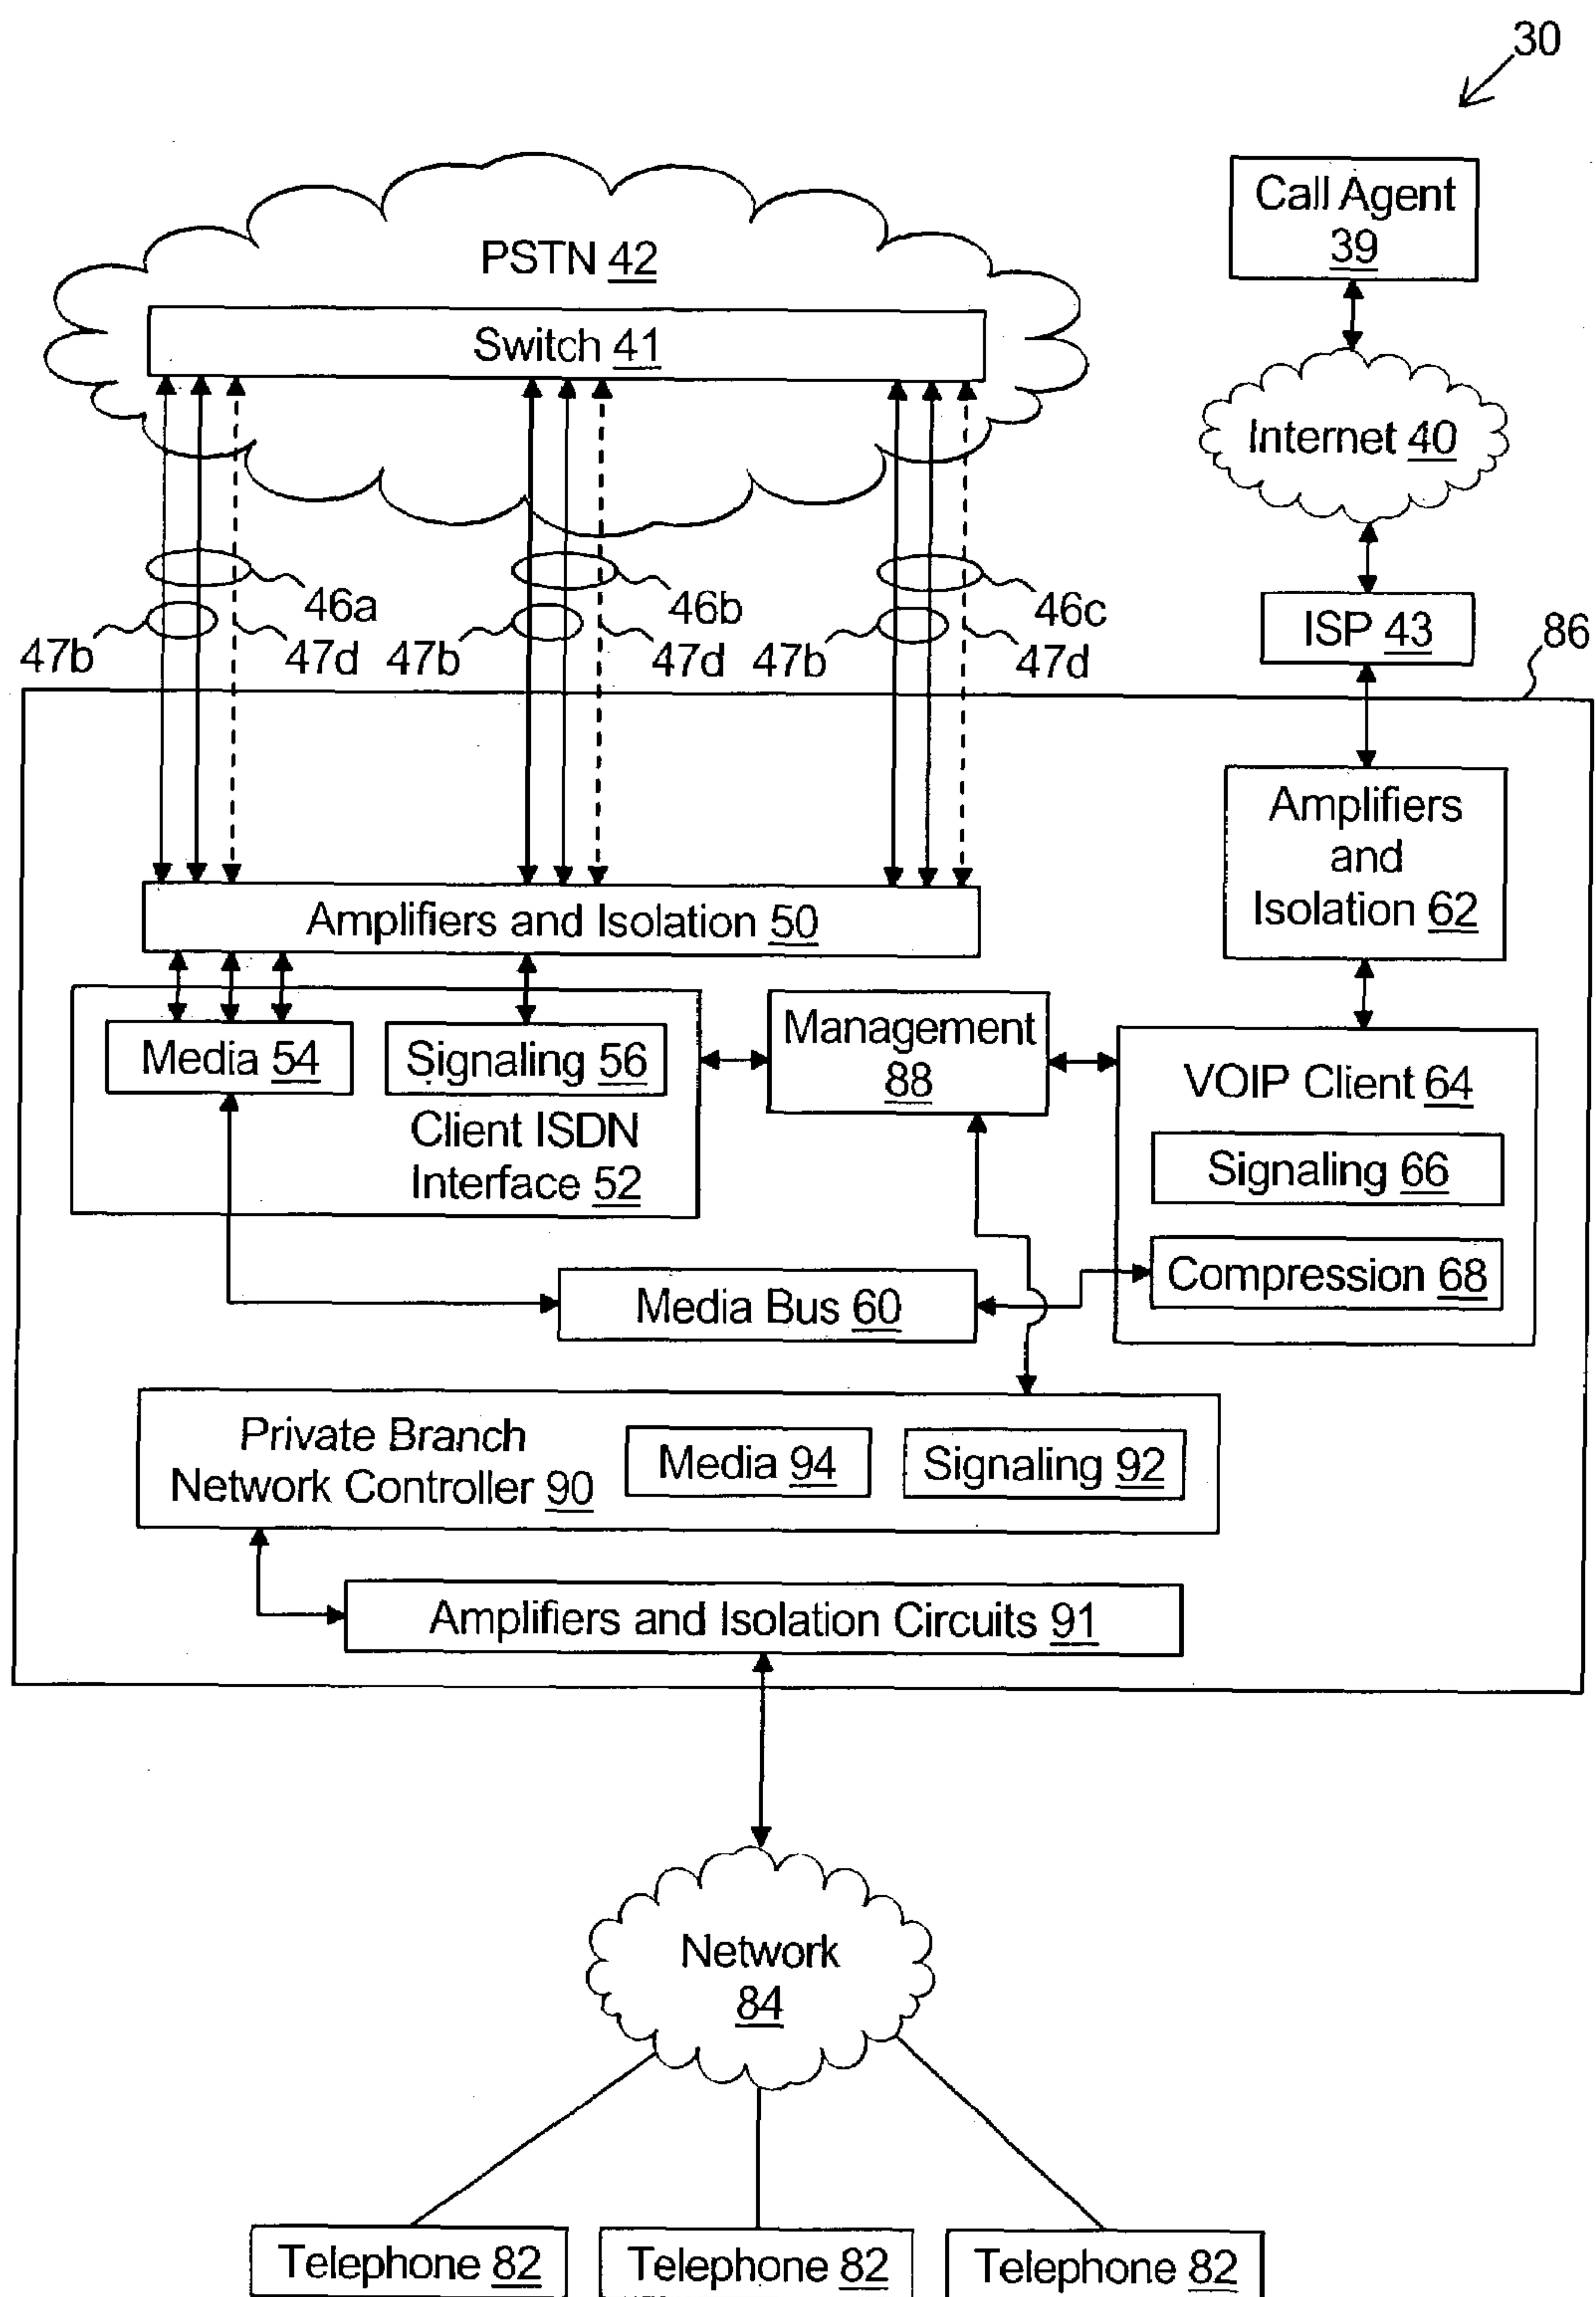 30
Call Agent
39
PSTN 42
Switch 41
Internet 40
46a
46b
46c
47b
47d
47b
47d
47b
47d
ISP 43
86
Amplifiers
and
Isolation 62
Amplifiers and Isolation 50
Media 54
Signaling 56
Client ISDN
Interface 52
Management
88
VOIP Client 64
Signaling 66
Compression 68
Media Bus 60
Private Branch
Network Controller 90
Media 94
Signaling 92
Amplifiers and Isolation Circuits 91
Network
84
Telephone 82
Telephone 82
Telephone 82